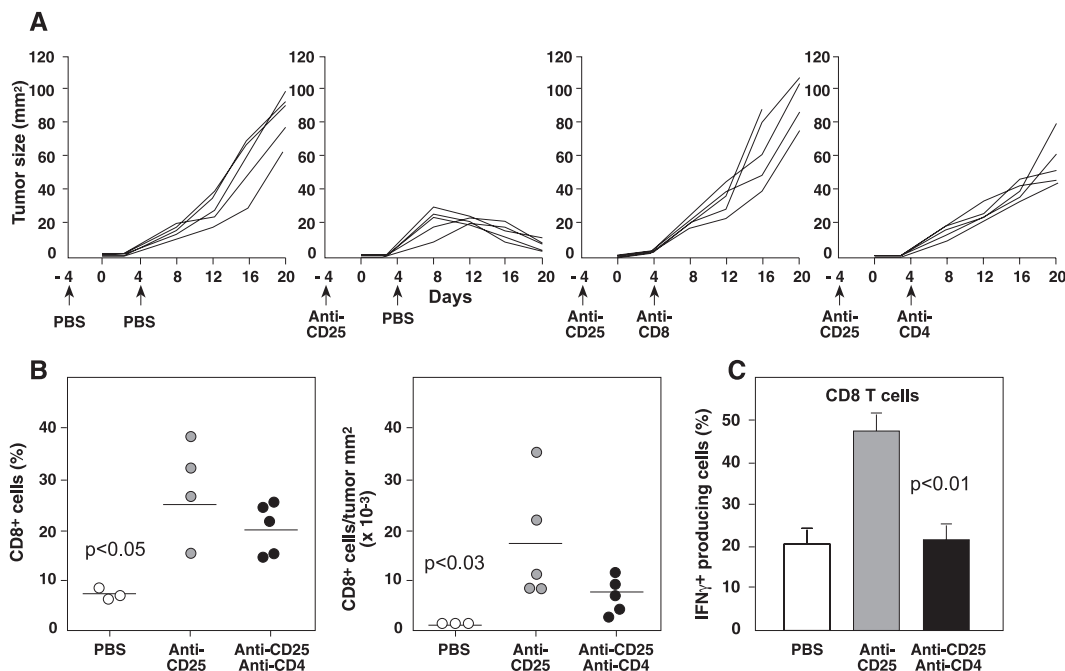 A
120 120 120 120
100 100 100 100
80 80 80 80
60 60 60 60
40 40 40 40
20 20 20 20
0 0 0 0
Tumor size (mm²)
- 4 0 4 8 12 16 20 - 4 0 4 8 12 16 20 - 4 0 4 8 12 16 20 - 4 0 4 8 12 16 20
Days
PBS PBS Anti- PBS Anti- Anti- Anti- Anti-
CD25 CD25 CD8 CD25 CD4
B
CD8+ cells (%)
40
30
20
10
0
p<0.05
PBS Anti- Anti-CD25
CD25 Anti-CD4
CD8+ cells/tumor mm²
(x 10-³)
40
30
20
10
0
p<0.03
PBS Anti- Anti-CD25
CD25 Anti-CD4
C
CD8 T cells
IFNγ+ producing cells (%)
50
40
30
20
10
0
p<0.01
PBS Anti- Anti-CD25
CD25 Anti-CD4